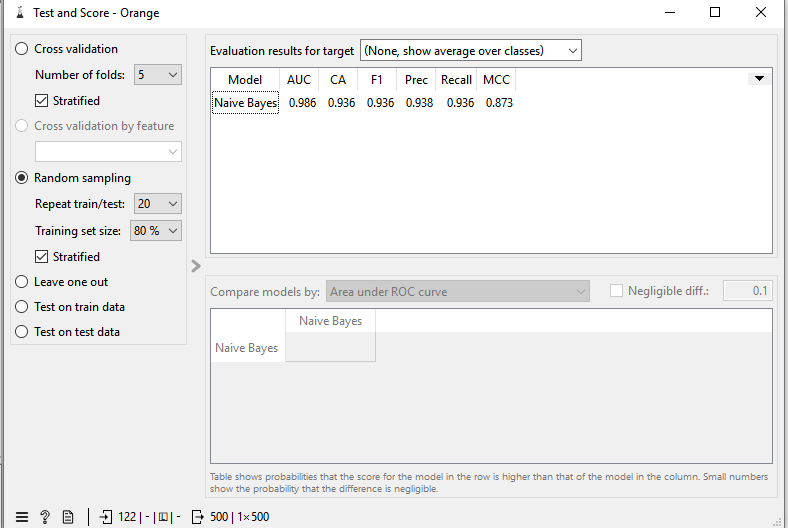 Test and Score - Orange
Cross validation
Number of folds: 5
Stratified
Cross validation by feature
Random sampling
Repeat train/test: 20
Training set size: 80 %
Stratified
Leave one out
Test on train data
Test on test data
Evaluation results for target (None, show average over classes)
Model AUC CA F1 Prec Recall MCC
Naive Bayes 0.986 0.936 0.936 0.938 0.936 0.873
Compare models by: Area under ROC curve Negligible diff.: 0.1
Naive Bayes
Naive Bayes
Table shows probabilities that the score for the model in the row is higher than that of the model in the column. Small numbers
show the probability that the difference is negligible.
122 | - | - 500 | 1×500